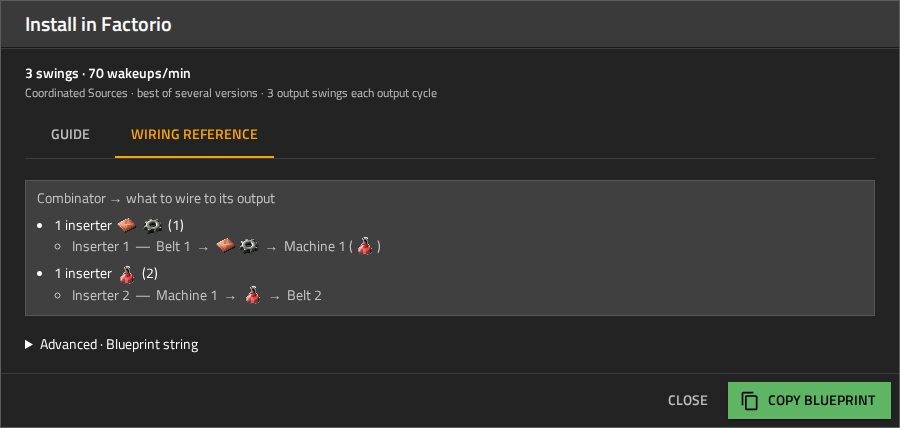 Install in Factorio
3 swings · 70 wakeups/min
Coordinated Sources · best of several versions · 3 output swings each output cycle
GUIDE
WIRING REFERENCE
Combinator → what to wire to its output
1 inserter (1)
Inserter 1 — Belt 1 → → Machine 1 ( )
1 inserter (2)
Inserter 2 — Machine 1 → → Belt 2
Advanced · Blueprint string
CLOSE
COPY BLUEPRINT